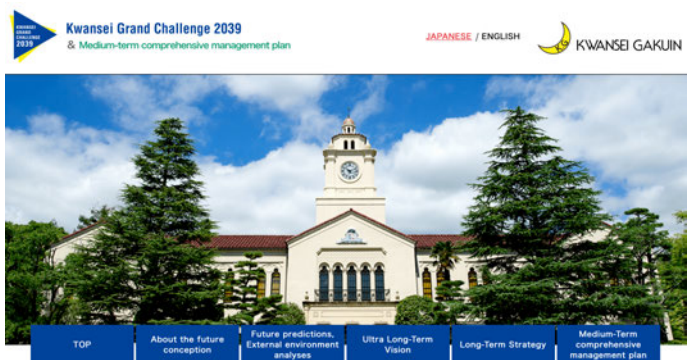 KWANSEI
GRAND
CHALLENGE
2039
Kwansei Grand Challenge 2039
& Medium-term comprehensive management plan
JAPANESE / ENGLISH
KG
KWANSEI GAKUIN
TOP
About the future
conception
Future predictions,
External environment
analyses
Ultra Long-Term
Vision
Long-Term Strategy
Medium-Term
comprehensive
management plan